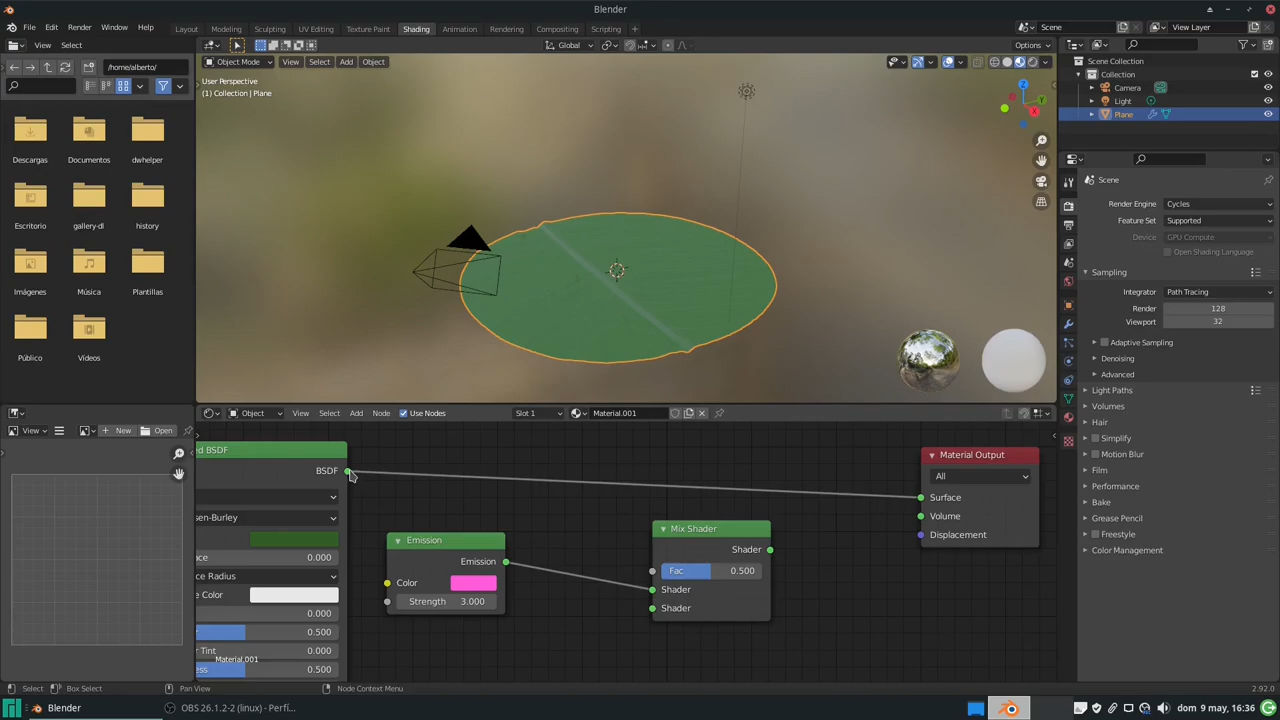 Blender
File Edit Render Window Help
Layout Modeling Sculpting UV Editing Texture Paint Shading Animation Rendering Compositing Scripting
Scene
View Layer
View Select
Global
Options
Scene Collection
Collection
Camera
Light
Plane
/home/alberto/
Object Mode View Select Add Object
User Perspective
(1) Collection | Plane
Z
Y
X
Descargas Documentos dwhelper
Escritorio gallery-dl history
Imágenes Música Plantillas
Público Vídeos
Scene
Render Engine Cycles
Feature Set Supported
Device GPU Compute
Open Shading Language
Sampling
Integrator Path Tracing
Render 128
Viewport 32
Adaptive Sampling
Denoising
Advanced
Light Paths
Volumes
Hair
Simplify
Motion Blur
Film
Performance
Bake
Grease Pencil
Freestyle
Color Management
View New Open
Object View Select Add Node Use Nodes Slot 1 Material.001
ed BSDF
BSDF
sen-Burley
nce 0.000
ce Radius
e Color
0.000
r 0.500
r Tint 0.000
ess 0.500
Material.001
Emission
Emission
Color
Strength 3.000
Mix Shader
Shader
Fac 0.500
Shader
Shader
Material Output
All
Surface
Volume
Displacement
Select Box Select Pan View Node Context Menu 2.92.0
Blender OBS 26.1.2-2 (linux) - Perfí... dom 9 may, 16:36